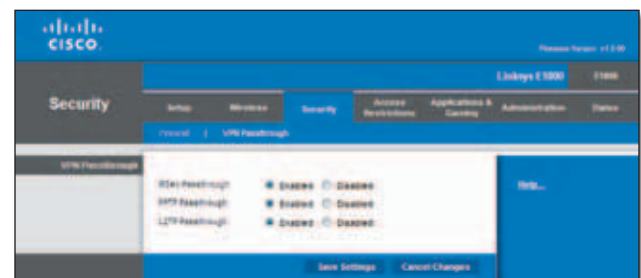 CISCO
Firmware Version: v1.0.00
Linksys E1000
E1000
Security
Setup
Wireless
Security
Access Restrictions
Applications & Gaming
Administration
Status
Firewall | VPN Passthrough
VPN Passthrough
IPSec Passthrough Enabled Disabled
PPTP Passthrough Enabled Disabled
L2TP Passthrough Enabled Disabled
Help...
Save Settings
Cancel Changes